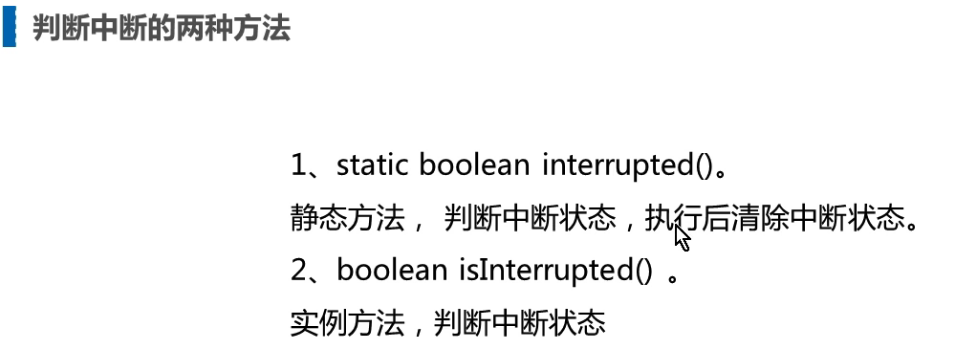 判断中断的两种方法
1、static boolean interrupted()。
静态方法， 判断中断状态，执行后清除中断状态。
2、boolean isInterrupted() 。
实例方法，判断中断状态